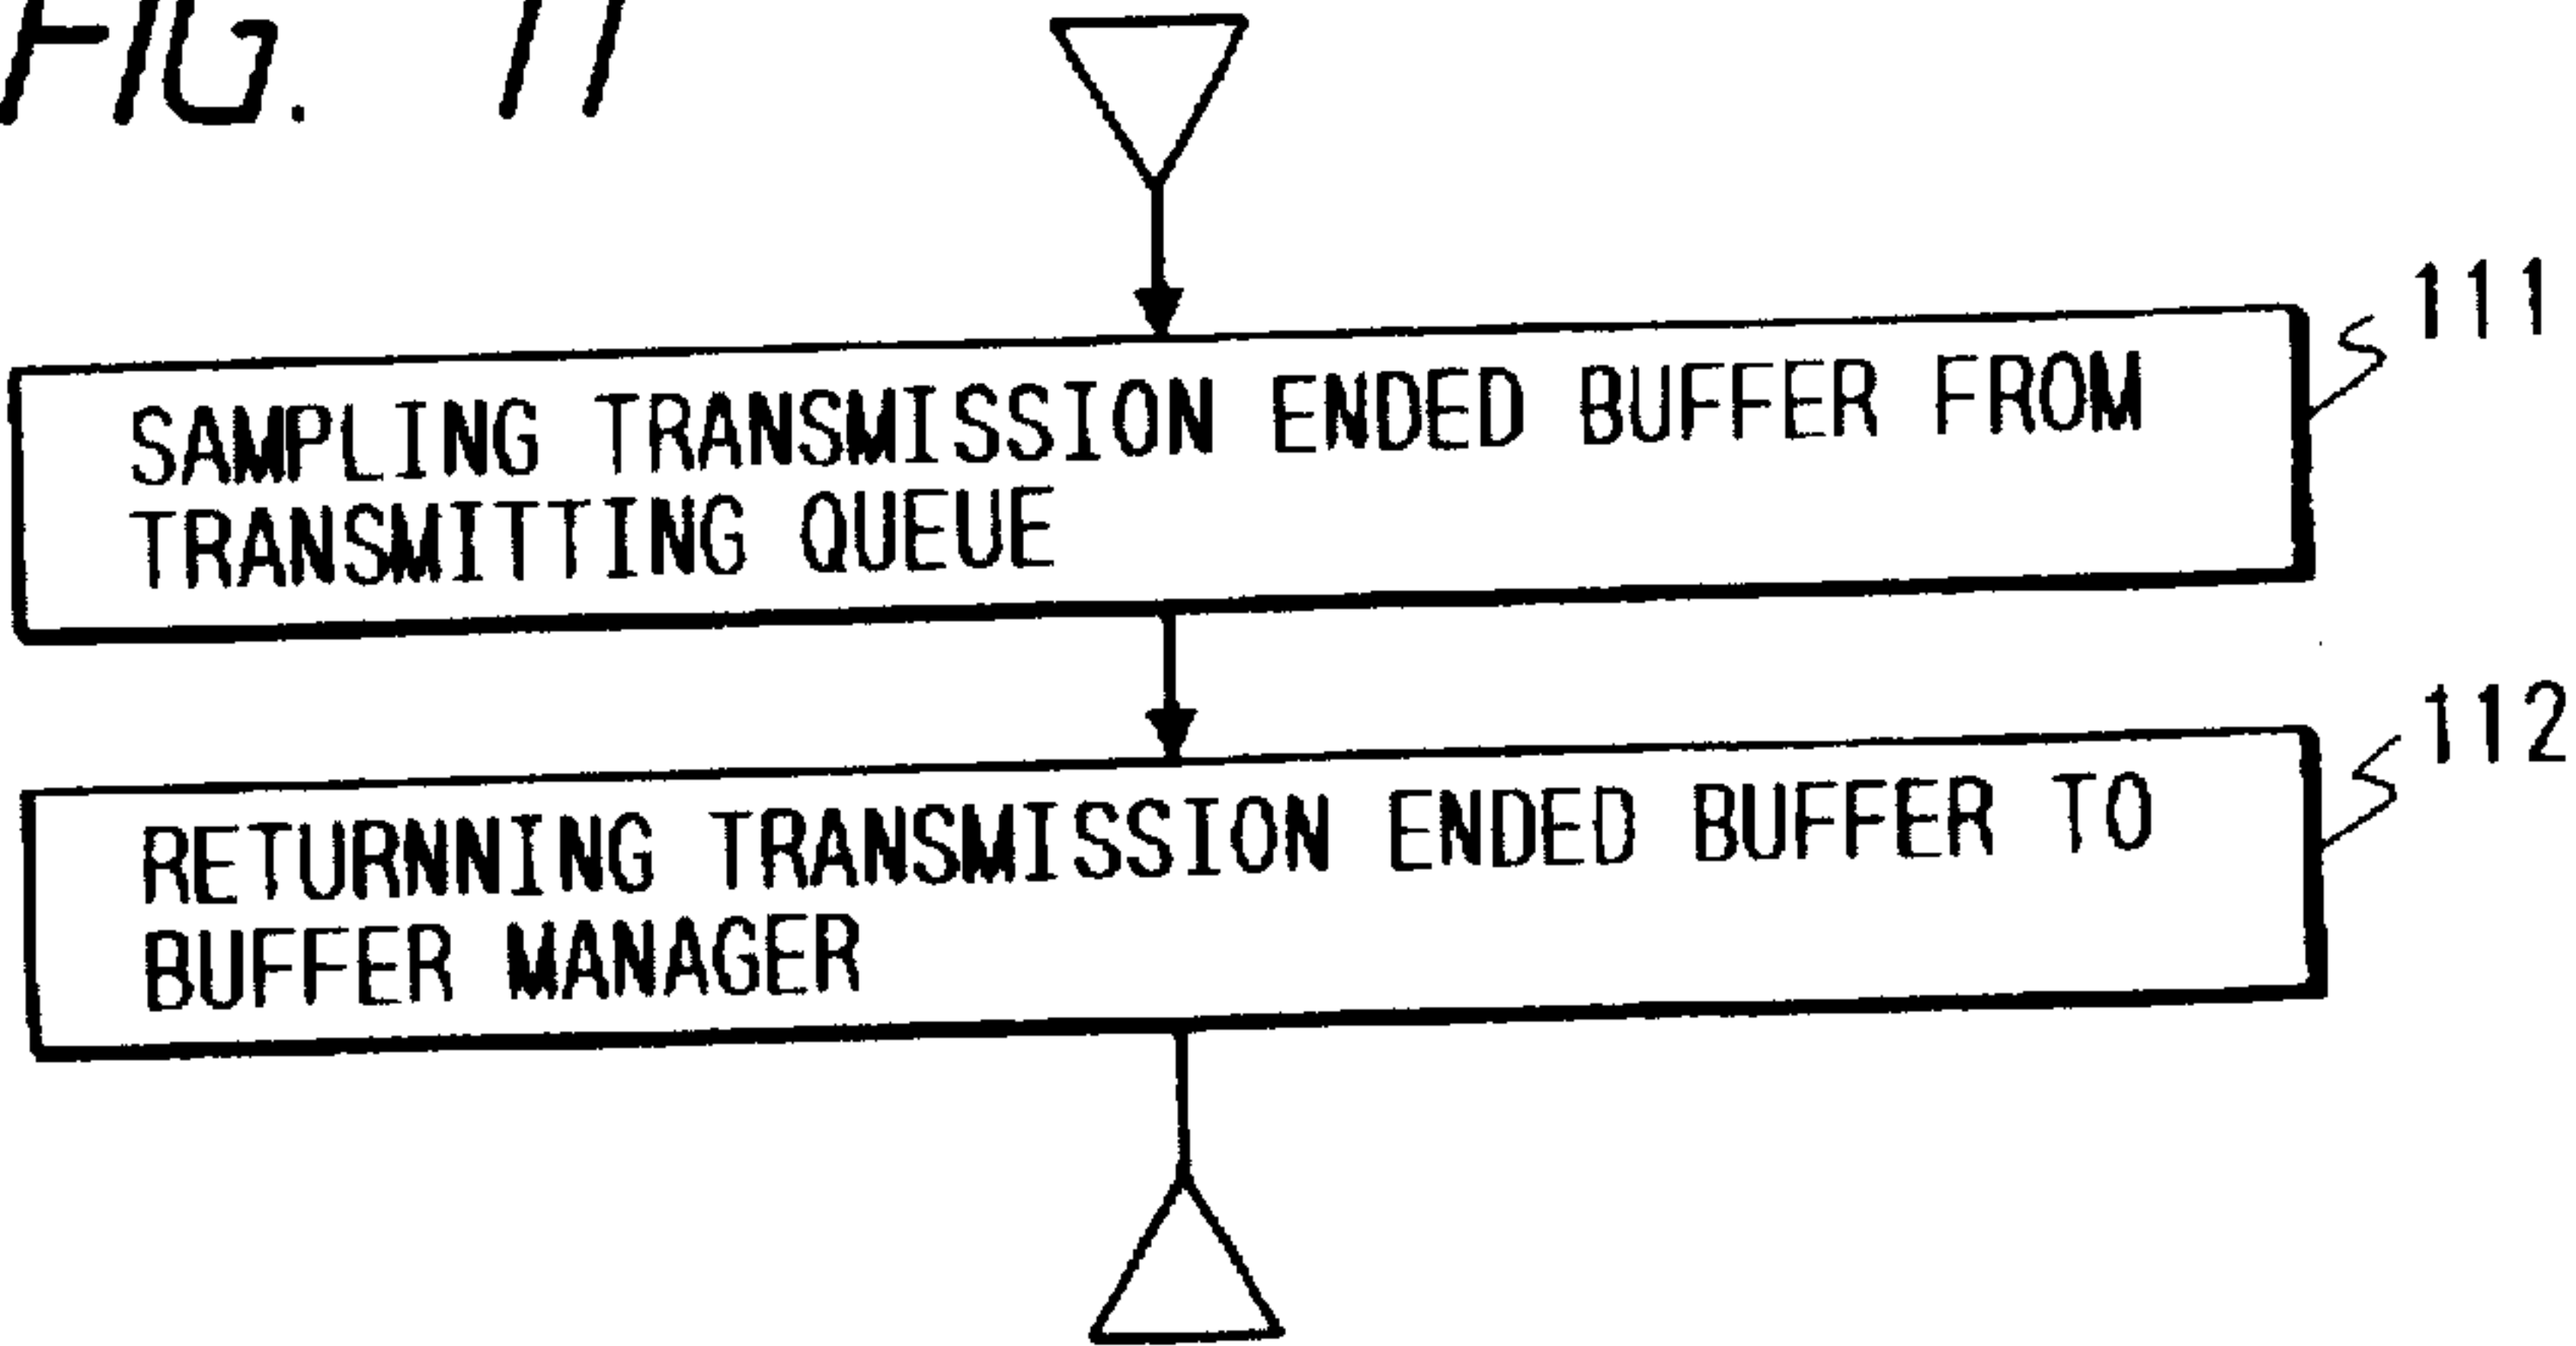 FIG. 11
111
SAMPLING TRANSMISSION ENDED BUFFER FROM
TRANSMITTING QUEUE
112
RETURNNING TRANSMISSION ENDED BUFFER TO
BUFFER MANAGER